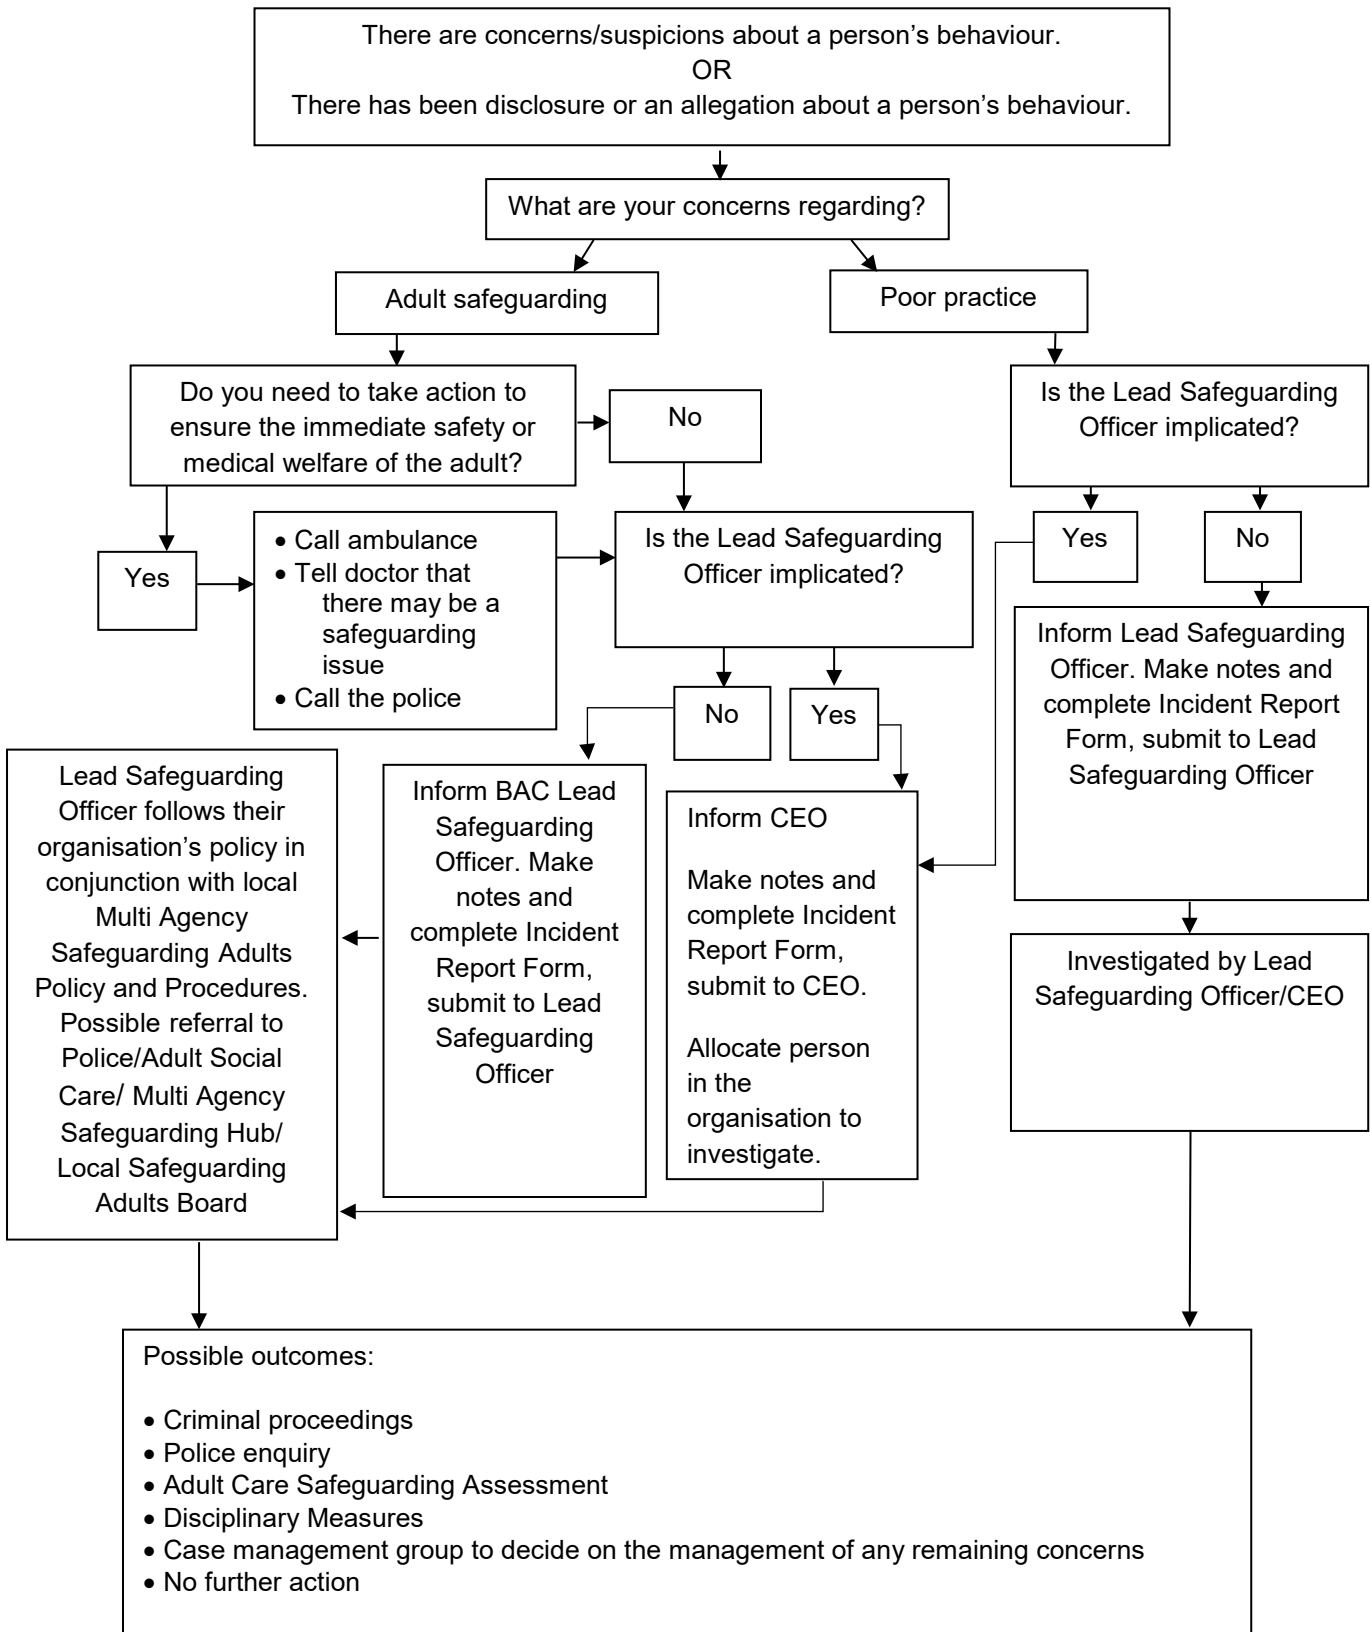 There are concerns/suspicions about a person’s behaviour.
OR
There has been disclosure or an allegation about a person’s behaviour.
What are your concerns regarding?
Adult safeguarding
Poor practice
Do you need to take action to
ensure the immediate safety or
medical welfare of the adult?
No
Is the Lead Safeguarding
Officer implicated?
Yes
• Call ambulance
• Tell doctor that
there may be a
safeguarding
issue
• Call the police
Is the Lead Safeguarding
Officer implicated?
Yes
No
No
Yes
Inform Lead Safeguarding
Officer. Make notes and
complete Incident Report
Form, submit to Lead
Safeguarding Officer
Lead Safeguarding
Officer follows their
organisation’s policy in
conjunction with local
Multi Agency
Safeguarding Adults
Policy and Procedures.
Possible referral to
Police/Adult Social
Care/ Multi Agency
Safeguarding Hub/
Local Safeguarding
Adults Board
Inform BAC Lead
Safeguarding
Officer. Make
notes and
complete Incident
Report Form,
submit to Lead
Safeguarding
Officer
Inform CEO
Make notes and
complete Incident
Report Form,
submit to CEO.
Allocate person
in the
organisation to
investigate.
Investigated by Lead
Safeguarding Officer/CEO
Possible outcomes:
• Criminal proceedings
• Police enquiry
• Adult Care Safeguarding Assessment
• Disciplinary Measures
• Case management group to decide on the management of any remaining concerns
• No further action